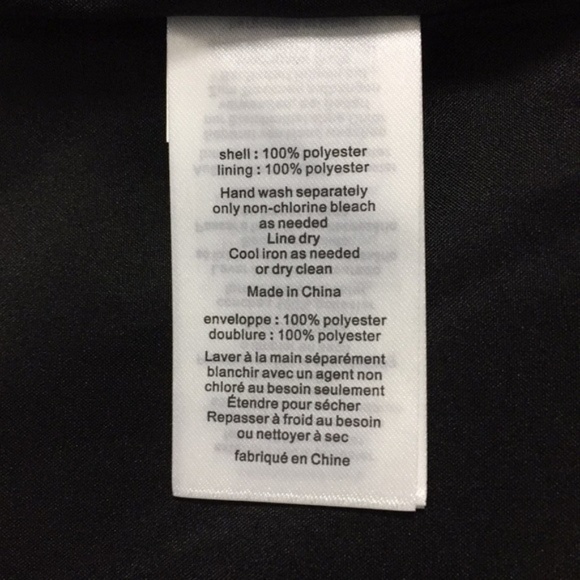 shell : 100% polyester
lining : 100% polyester
Hand wash separately
only non-chlorine bleach
as needed
Line dry
Cool iron as needed
or dry clean
Made in China
enveloppe : 100% polyester
doublure : 100% polyester
Laver à la main séparément
blanchir avec un agent non
chloré au besoin seulement
Étendre pour sécher
Repasser à froid au besoin
ou nettoyer à sec
fabriqué en Chine